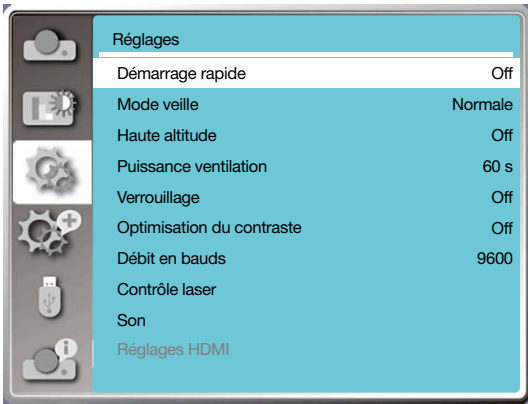 Réglages
Démarrage rapide Off
Mode veille Normale
Haute altitude Off
Puissance ventilation 60 s
Verrouillage Off
Optimisation du contraste Off
Débit en bauds 9600
Contrôle laser
Son
Réglages HDMI